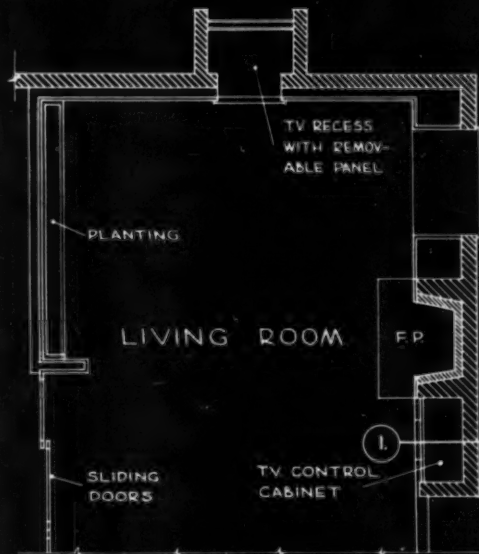 TV RECESS
WITH REMOV-
ABLE PANEL
PLANTING
LIVING ROOM
F.P.
1.
SLIDING
DOORS
TV. CONTROL
CABINET